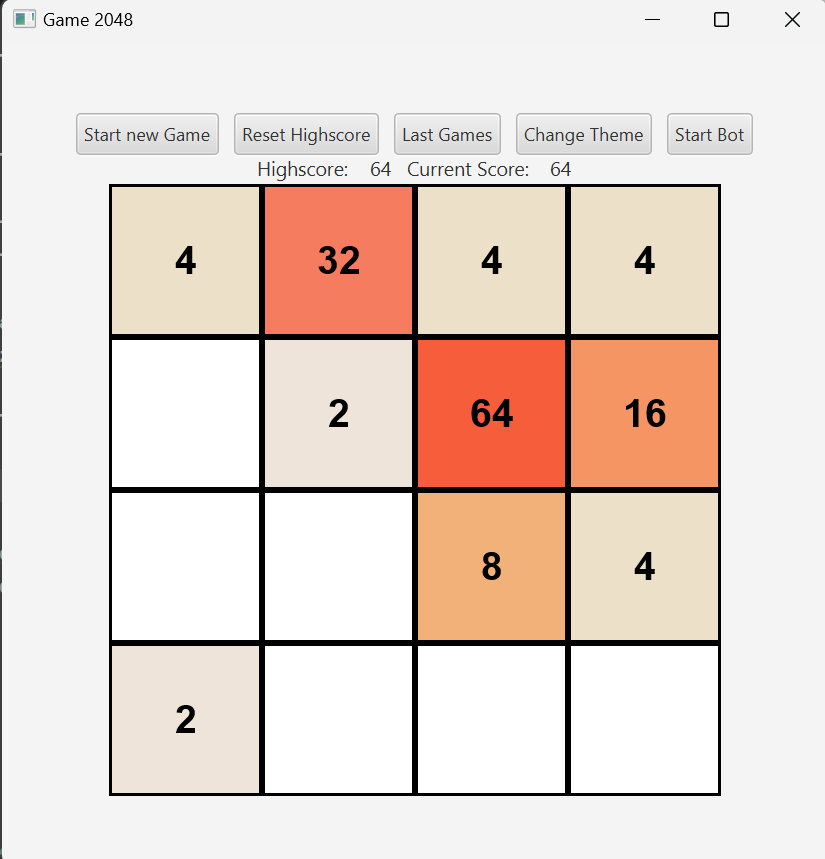 Game 2048
Start new Game Reset Highscore Last Games Change Theme Start Bot
Highscore: 64 Current Score: 64
4 32 4 4
2 64 16
8 4
2